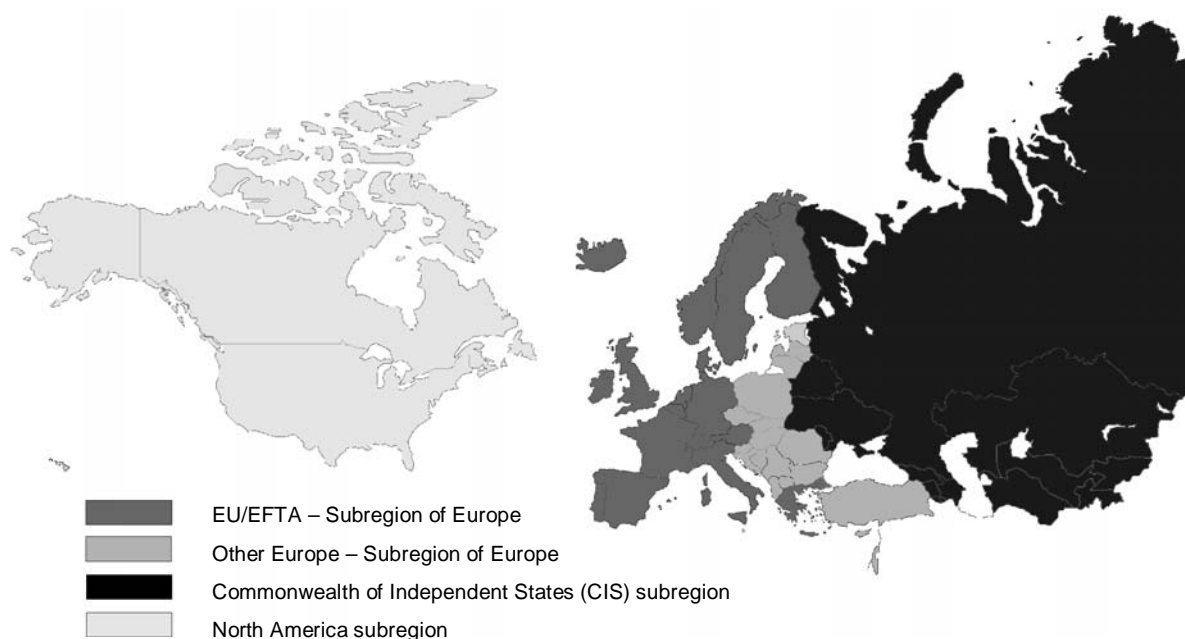 EU/EFTA – Subregion of Europe
Other Europe – Subregion of Europe
Commonwealth of Independent States (CIS) subregion
North America subregion